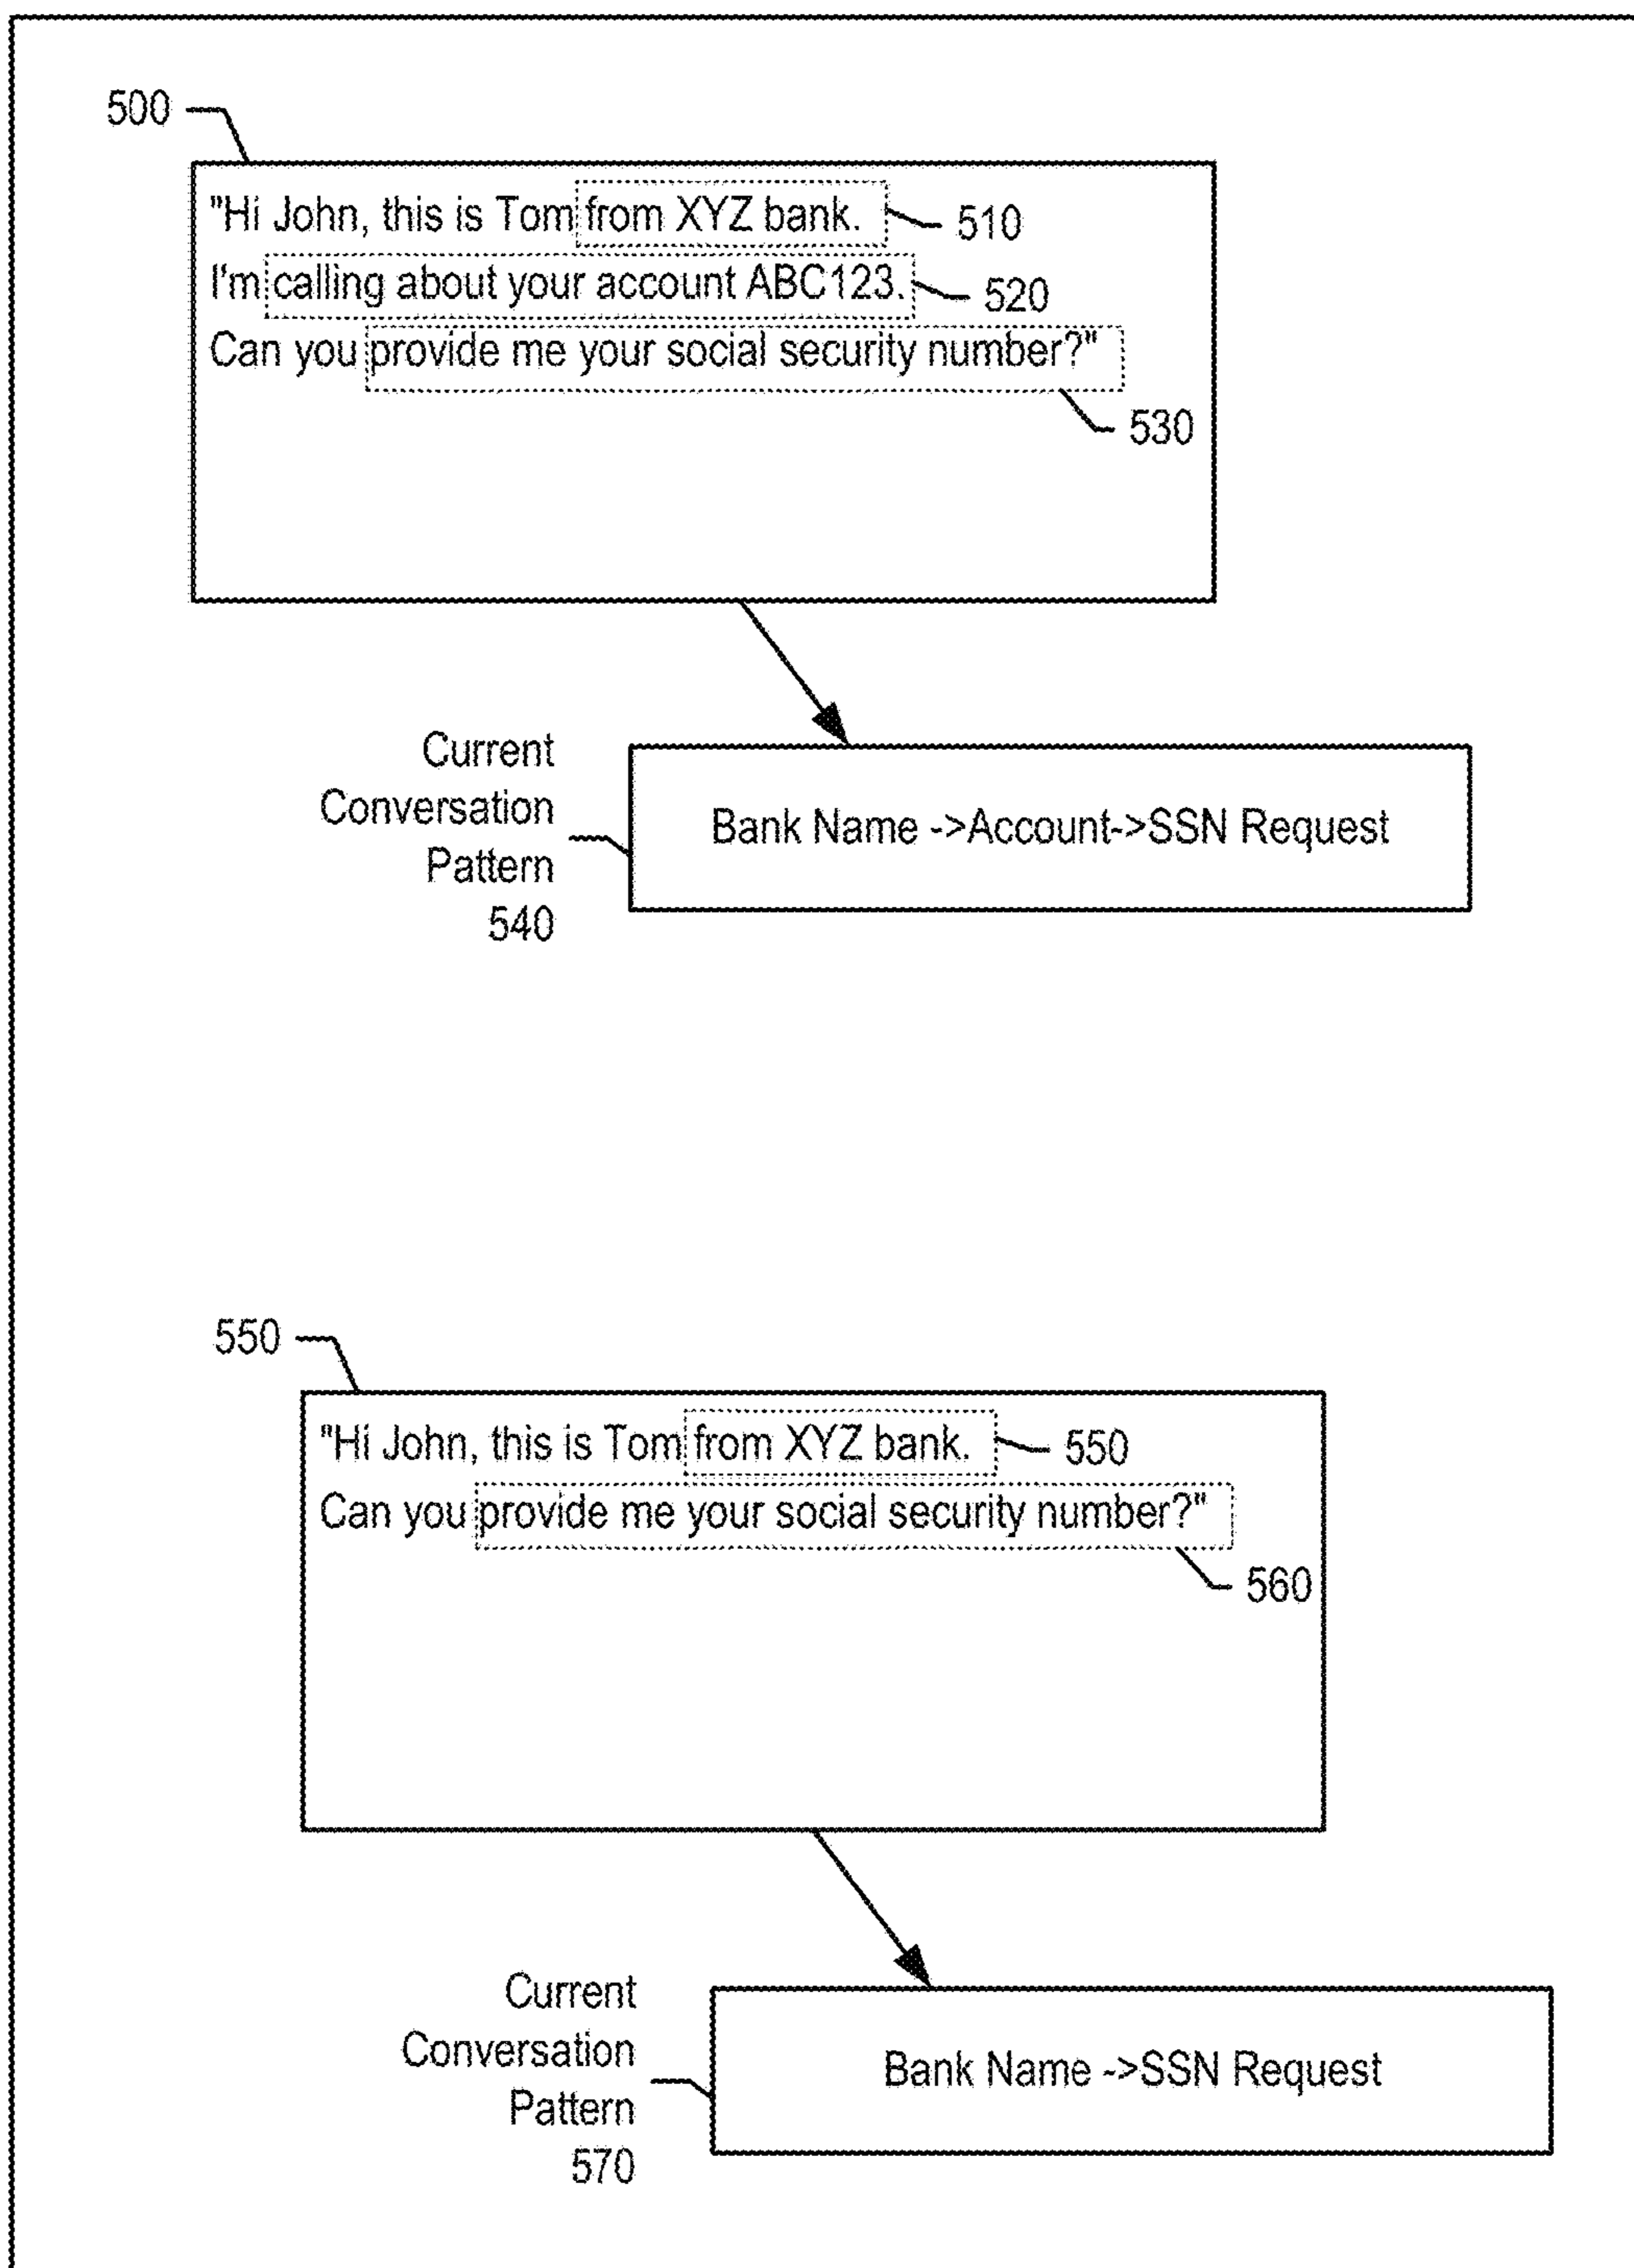 500
"Hi John, this is Tom from XYZ bank.
510
I'm calling about your account ABC123.
520
Can you provide me your social security number?"
530
Current
Conversation
Pattern
540
Bank Name ->Account->SSN Request
550
"Hi John, this is Tom from XYZ bank.
550
Can you provide me your social security number?"
560
Current
Conversation
Pattern
570
Bank Name ->SSN Request